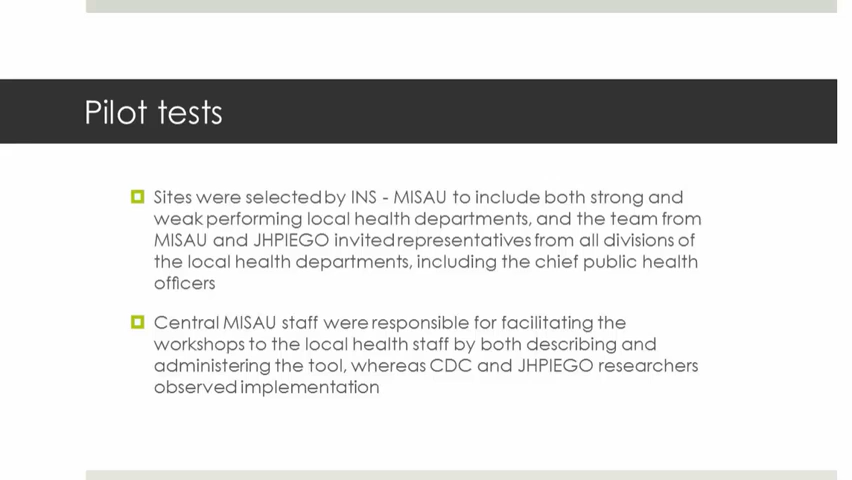 Pilot tests
Sites were selected by INS - MISAU to include both strong and
weak performing local health departments, and the team from
MISAU and JHPIEGO invited representatives from all divisions of
the local health departments, including the chief public health
officers
Central MISAU staff were responsible for facilitating the
workshops to the local health staff by both describing and
administering the tool, whereas CDC and JHPIEGO researchers
observed implementation